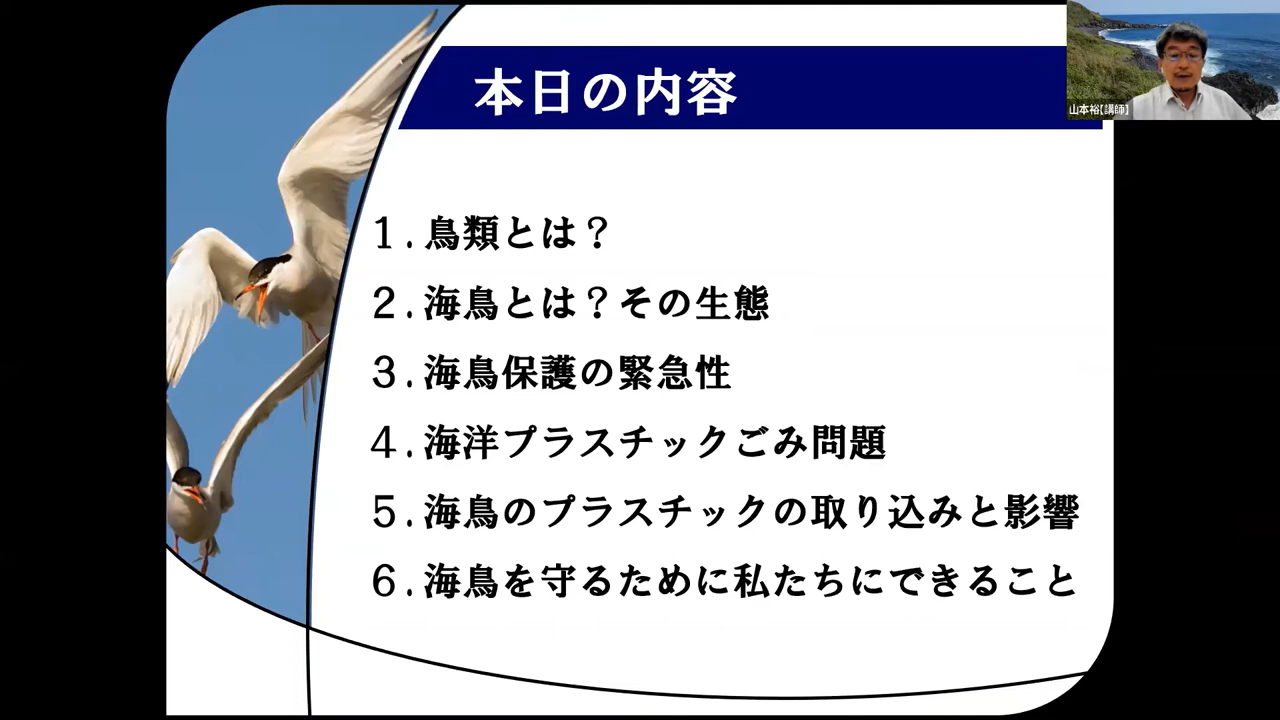 本日の内容
山本裕【講師】
1．鳥類とは？
2．海鳥とは？その生態
3．海鳥保護の緊急性
4．海洋プラスチックごみ問題
5．海鳥のプラスチックの取り込みと影響
6．海鳥を守るために私たちにできること